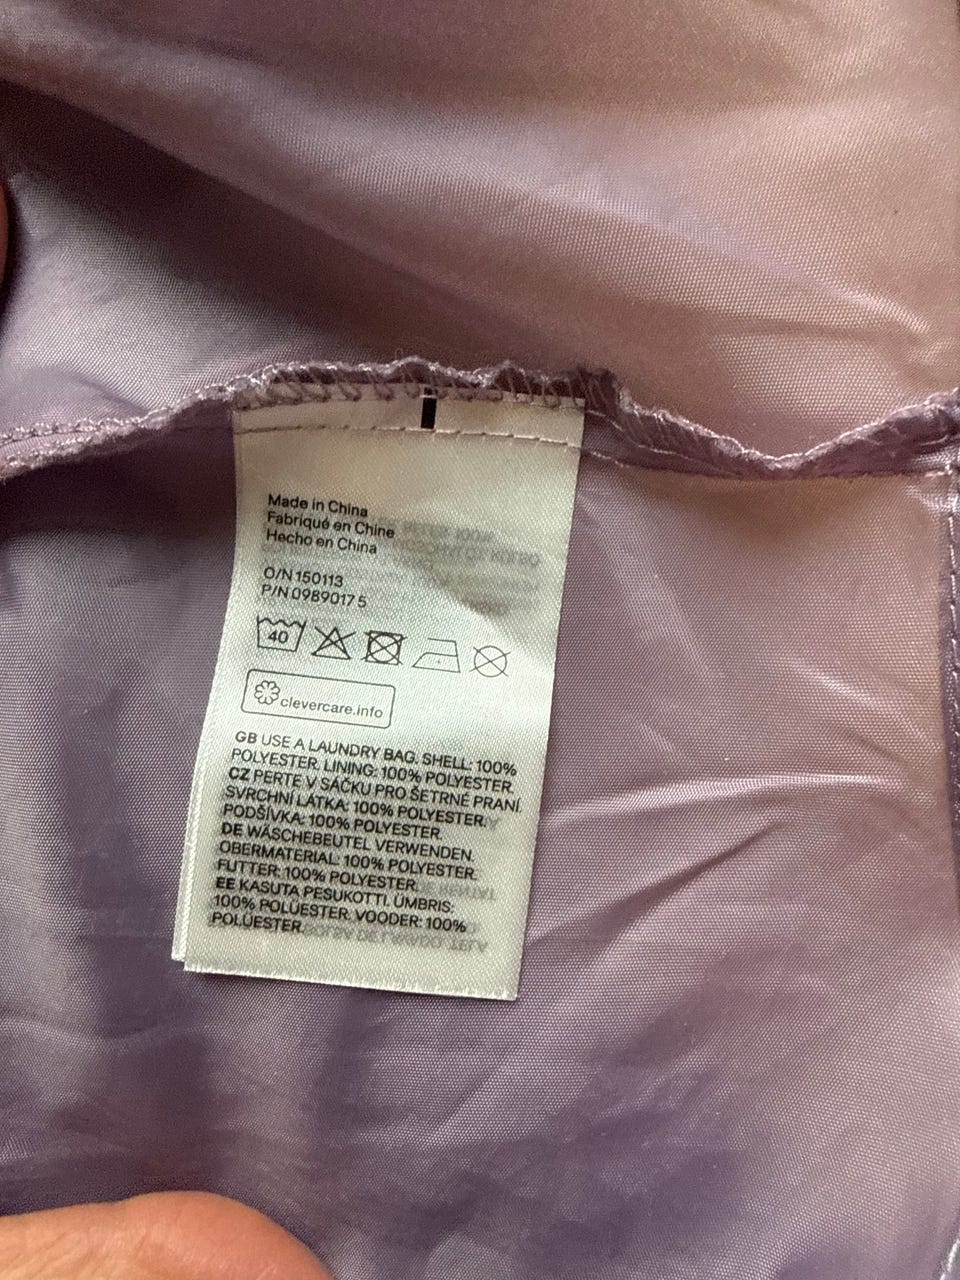 Made in China
Fabriqué en Chine
Hecho en China
O/N 150113
P/N 0989017 5
40
clevercare.info
GB USE A LAUNDRY BAG. SHELL: 100%
POLYESTER. LINING: 100% POLYESTER.
CZ PERTE V SÁČKU PRO ŠETRNÉ PRANÍ.
SVRCHNÍ LÁTKA: 100% POLYESTER.
PODŠÍVKA: 100% POLYESTER.
DE WÄSCHEBEUTEL VERWENDEN.
OBERMATERIAL: 100% POLYESTER.
FUTTER: 100% POLYESTER.
EE KASUTA PESUKOTTI. ÜMBRIS:
100% POLÜESTER. VOODER: 100%
POLÜESTER.